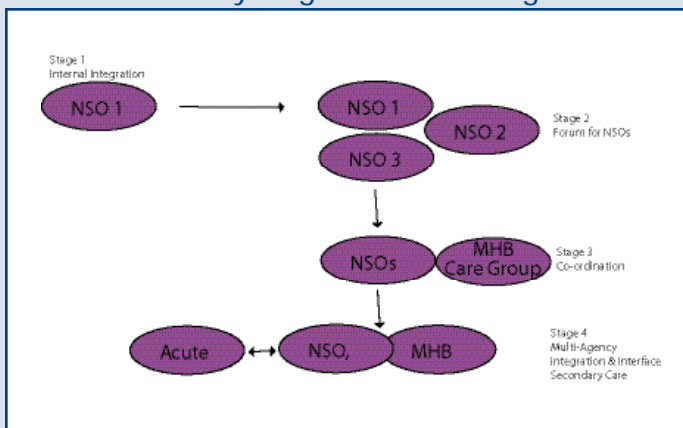 Stage 1
Internal Integration
NSO 1
NSO 1
NSO 2
NSO 3
Stage 2
Forum for NSOs
NSOs
MHB
Care Group
Stage 3
Co-ordination
Acute
NSO,
MHB
Stage 4
Multi-Agency
Integration & Interface
Secondary Care